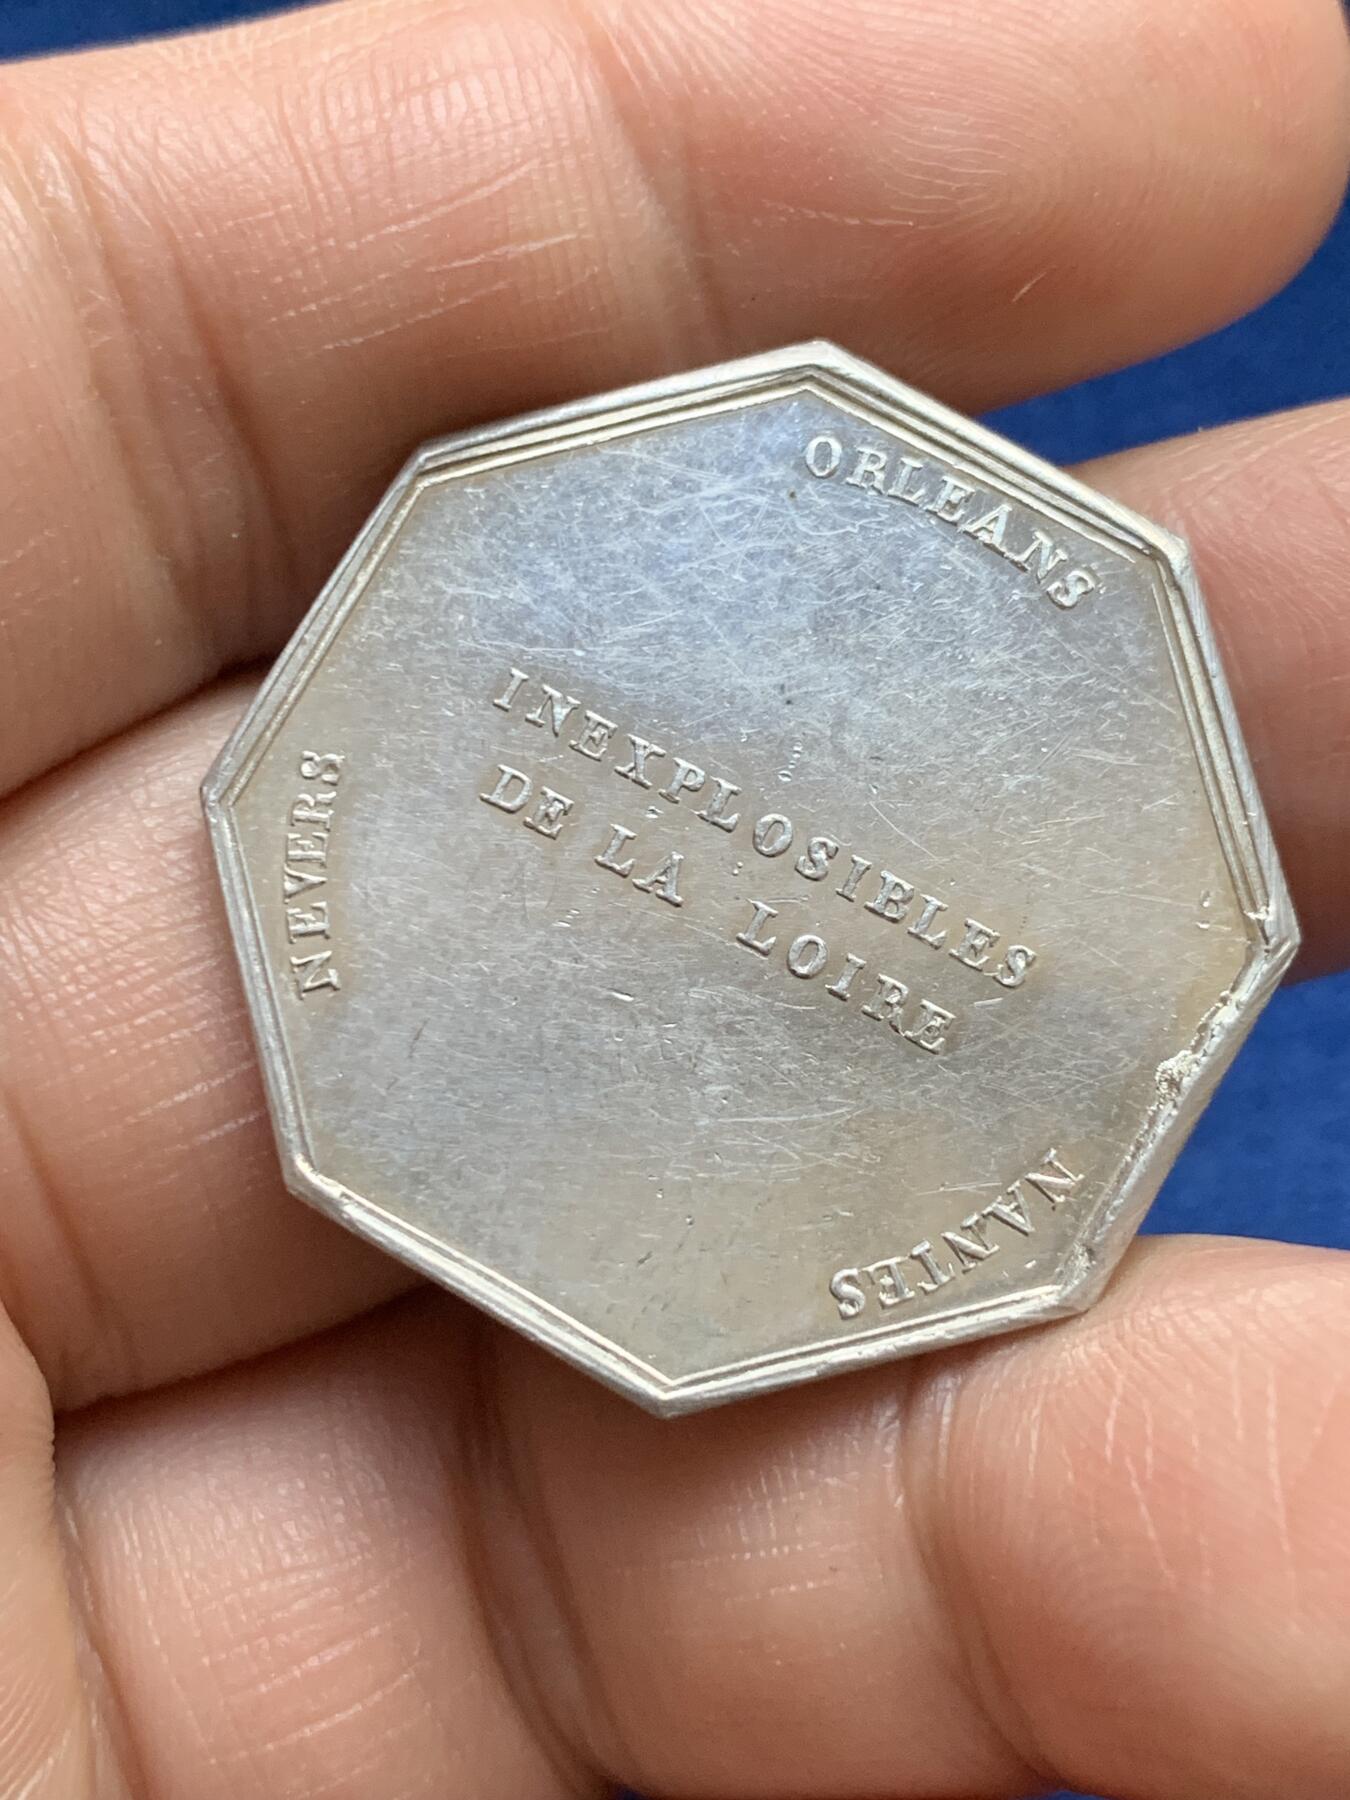 ORLEANS
NEVERS
INEXPLOSIBLES
DE LA LOIRE
NANTES